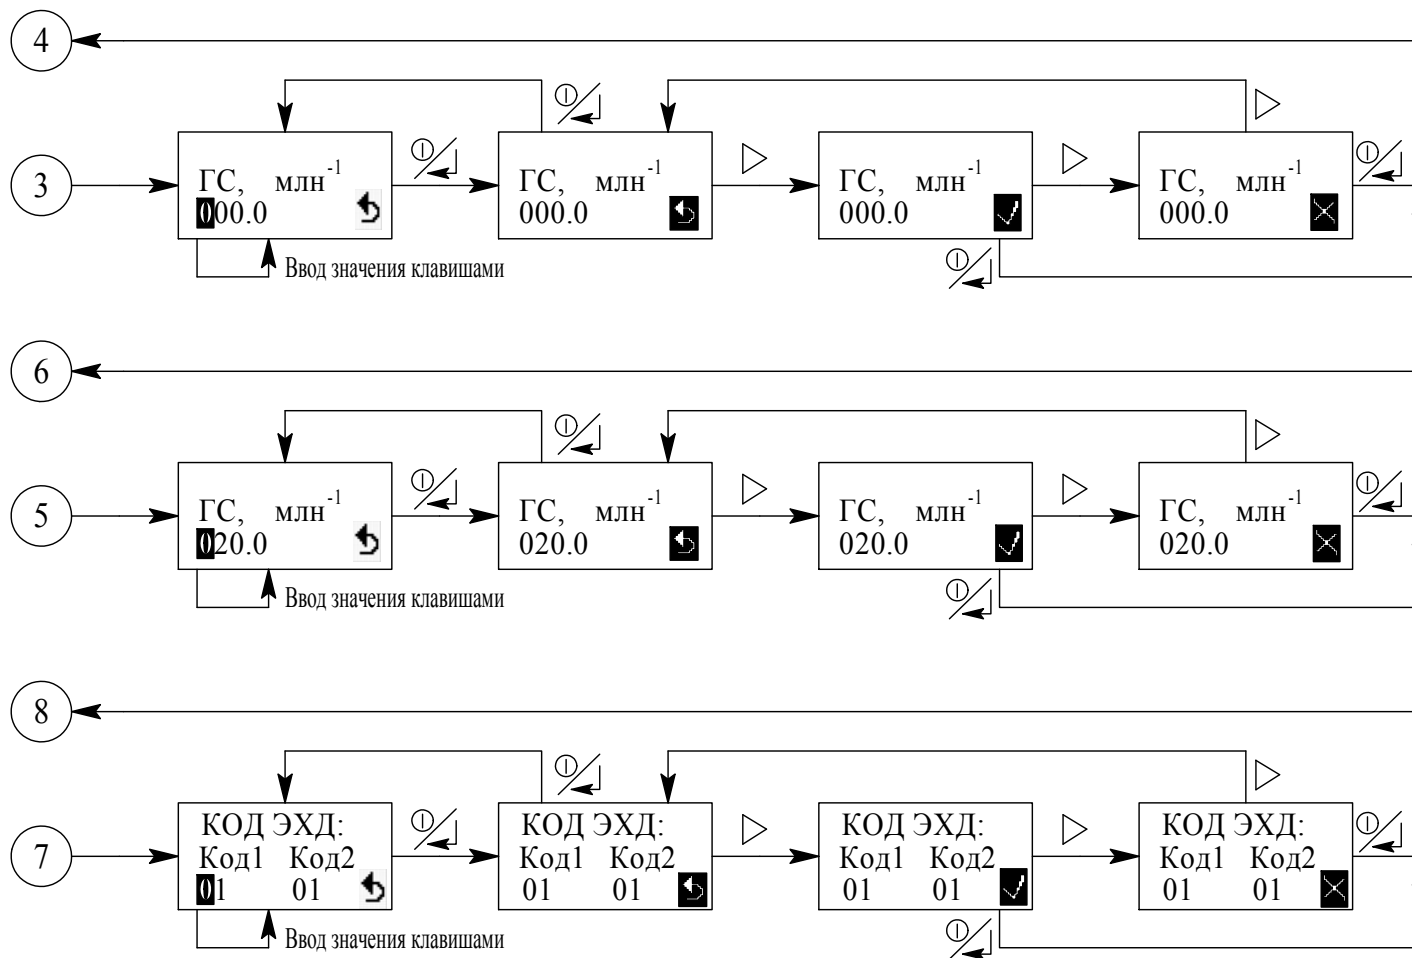 4
3
ГС, млн⁻¹
000.0
ГС, млн⁻¹
000.0
ГС, млн⁻¹
000.0
ГС, млн⁻¹
000.0
Ввод значения клавишами
6
5
ГС, млн⁻¹
020.0
ГС, млн⁻¹
020.0
ГС, млн⁻¹
020.0
ГС, млн⁻¹
020.0
Ввод значения клавишами
8
7
КОД ЭХД:
Код1 Код2
01 01
КОД ЭХД:
Код1 Код2
01 01
КОД ЭХД:
Код1 Код2
01 01
КОД ЭХД:
Код1 Код2
01 01
Ввод значения клавишами